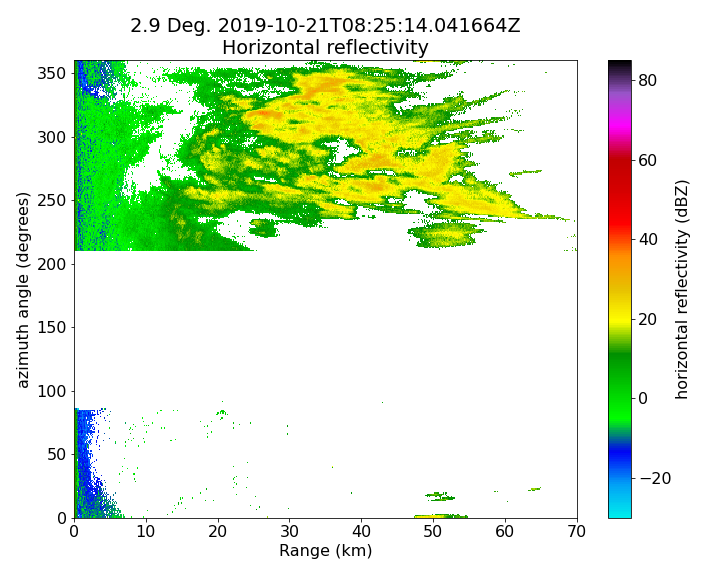 2.9 Deg. 2019-10-21T08:25:14.041664Z
Horizontal reflectivity
azimuth angle (degrees)
350
300
250
200
150
100
50
0
0 10 20 30 40 50 60 70
Range (km)
80
60
40
20
0
−20
horizontal reflectivity (dBZ)